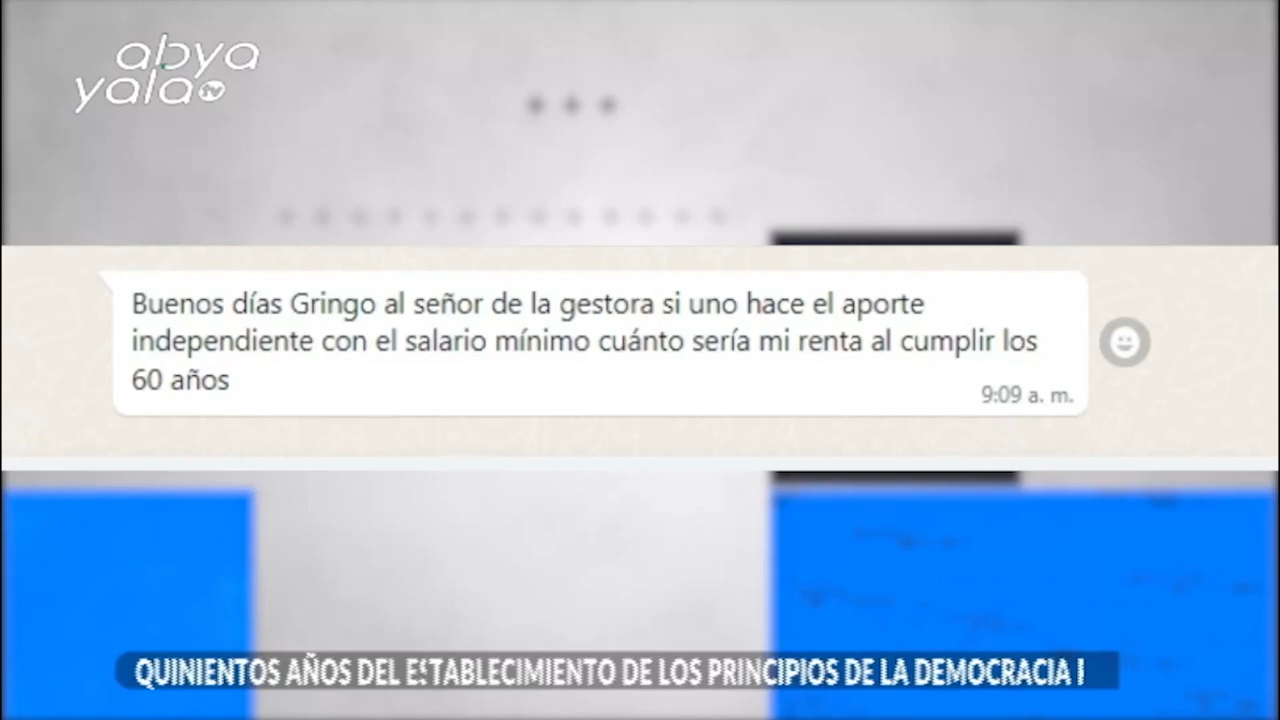 abya
yala tv
Buenos días Gringo al señor de la gestora si uno hace el aporte
independiente con el salario mínimo cuánto sería mi renta al cumplir los
60 años
9:09 a. m.
QUINIENTOS AÑOS DEL ESTABLECIMIENTO DE LOS PRINCIPIOS DE LA DEMOCRACIA